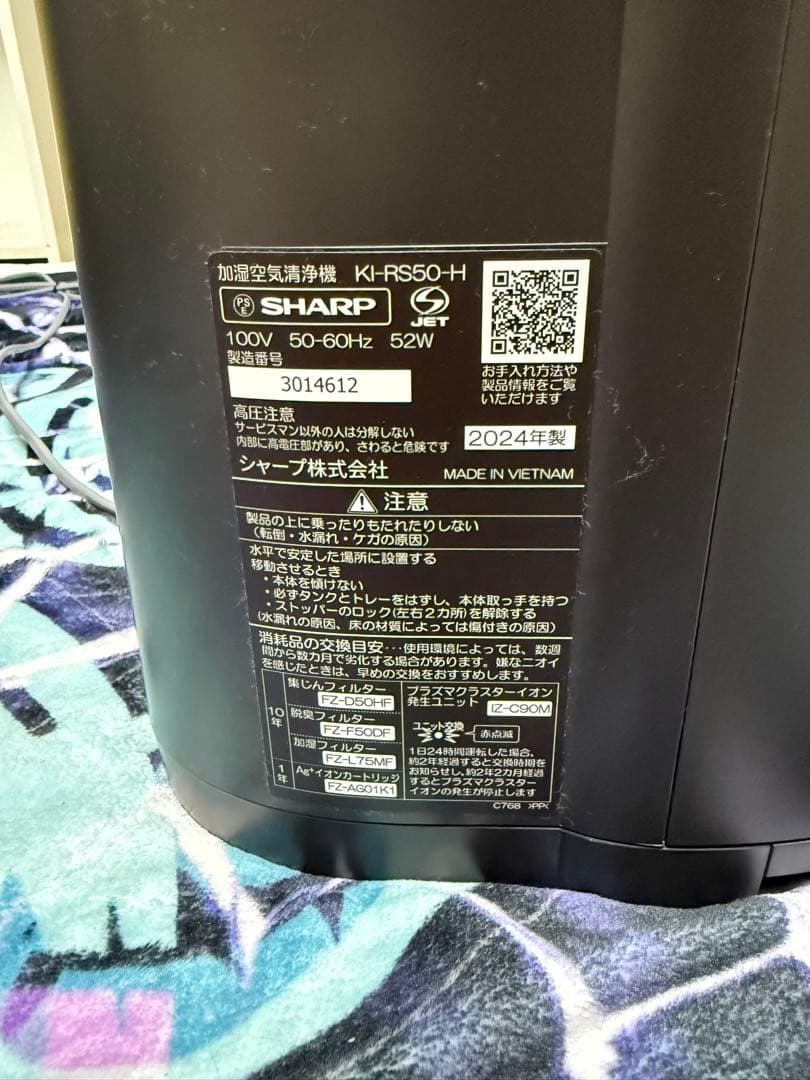 加湿空気清浄機 KI-RS50-H
PSE SHARP JET
100V 50-60Hz 52W
製造番号
3014612
お手入れ方法や
製品情報をご覧
いただけます
高圧注意
サービスマン以外の人は分解しない
内部に高電圧部があり、さわると危険です
2024年製
シャープ株式会社 MADE IN VIETNAM
注意
製品の上に乗ったりもたれたりしない
(転倒・水漏れ・ケガの原因)
水平で安定した場所に設置する
移動させるとき
・本体を傾けない
・必ずタンクとトレーをはずし、本体取っ手を持つ
・ストッパーのロック(左右2カ所)を解除する
(水漏れの原因、床の材質によっては傷付きの原因)
消耗品の交換目安…使用環境によっては、数週
間から数カ月で劣化する場合があります。嫌なニオイ
を感じたときは、早めの交換をおすすめします。
10年
集じんフィルター
FZ-D50HF
脱臭フィルター
FZ-F50DF
加湿フィルター
FZ-L75MF
1年
Ag+イオンカートリッジ
FZ-AG01K1
プラズマクラスターイオン
発生ユニット IZ-C90M
ユニット交換
赤点滅
1日24時間運転した場合、
約2年経過すると交換時期を
お知らせし、約2年2カ月経過
するとプラズマクラスター
イオンの発生が停止します
C768 >PP<